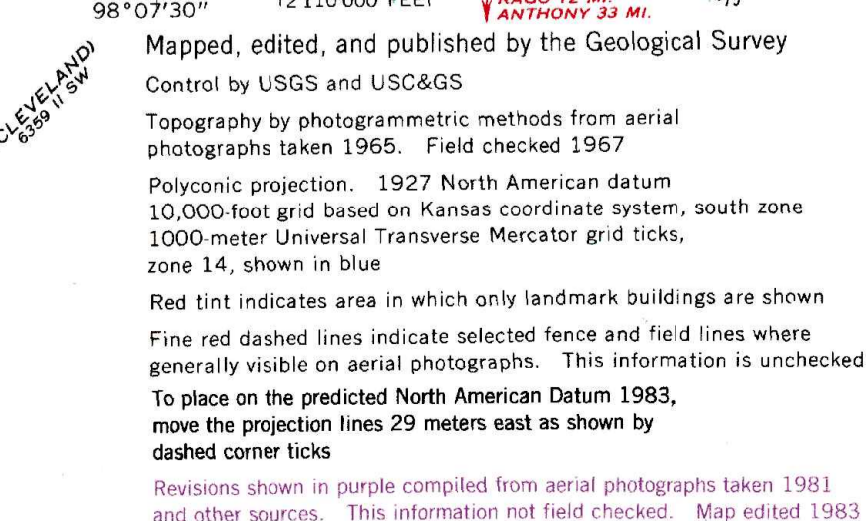 98°07'30"
ANTHONY 33 MI.
CLEVELAND)
6359 II SW
Mapped, edited, and published by the Geological Survey
Control by USGS and USC&GS
Topography by photogrammetric methods from aerial
photographs taken 1965. Field checked 1967
Polyconic projection. 1927 North American datum
10,000-foot grid based on Kansas coordinate system, south zone
1000-meter Universal Transverse Mercator grid ticks,
zone 14, shown in blue
Red tint indicates area in which only landmark buildings are shown
Fine red dashed lines indicate selected fence and field lines where
generally visible on aerial photographs. This information is unchecked
To place on the predicted North American Datum 1983,
move the projection lines 29 meters east as shown by
dashed corner ticks
Revisions shown in purple compiled from aerial photographs taken 1981
and other sources. This information not field checked. Map edited 1983